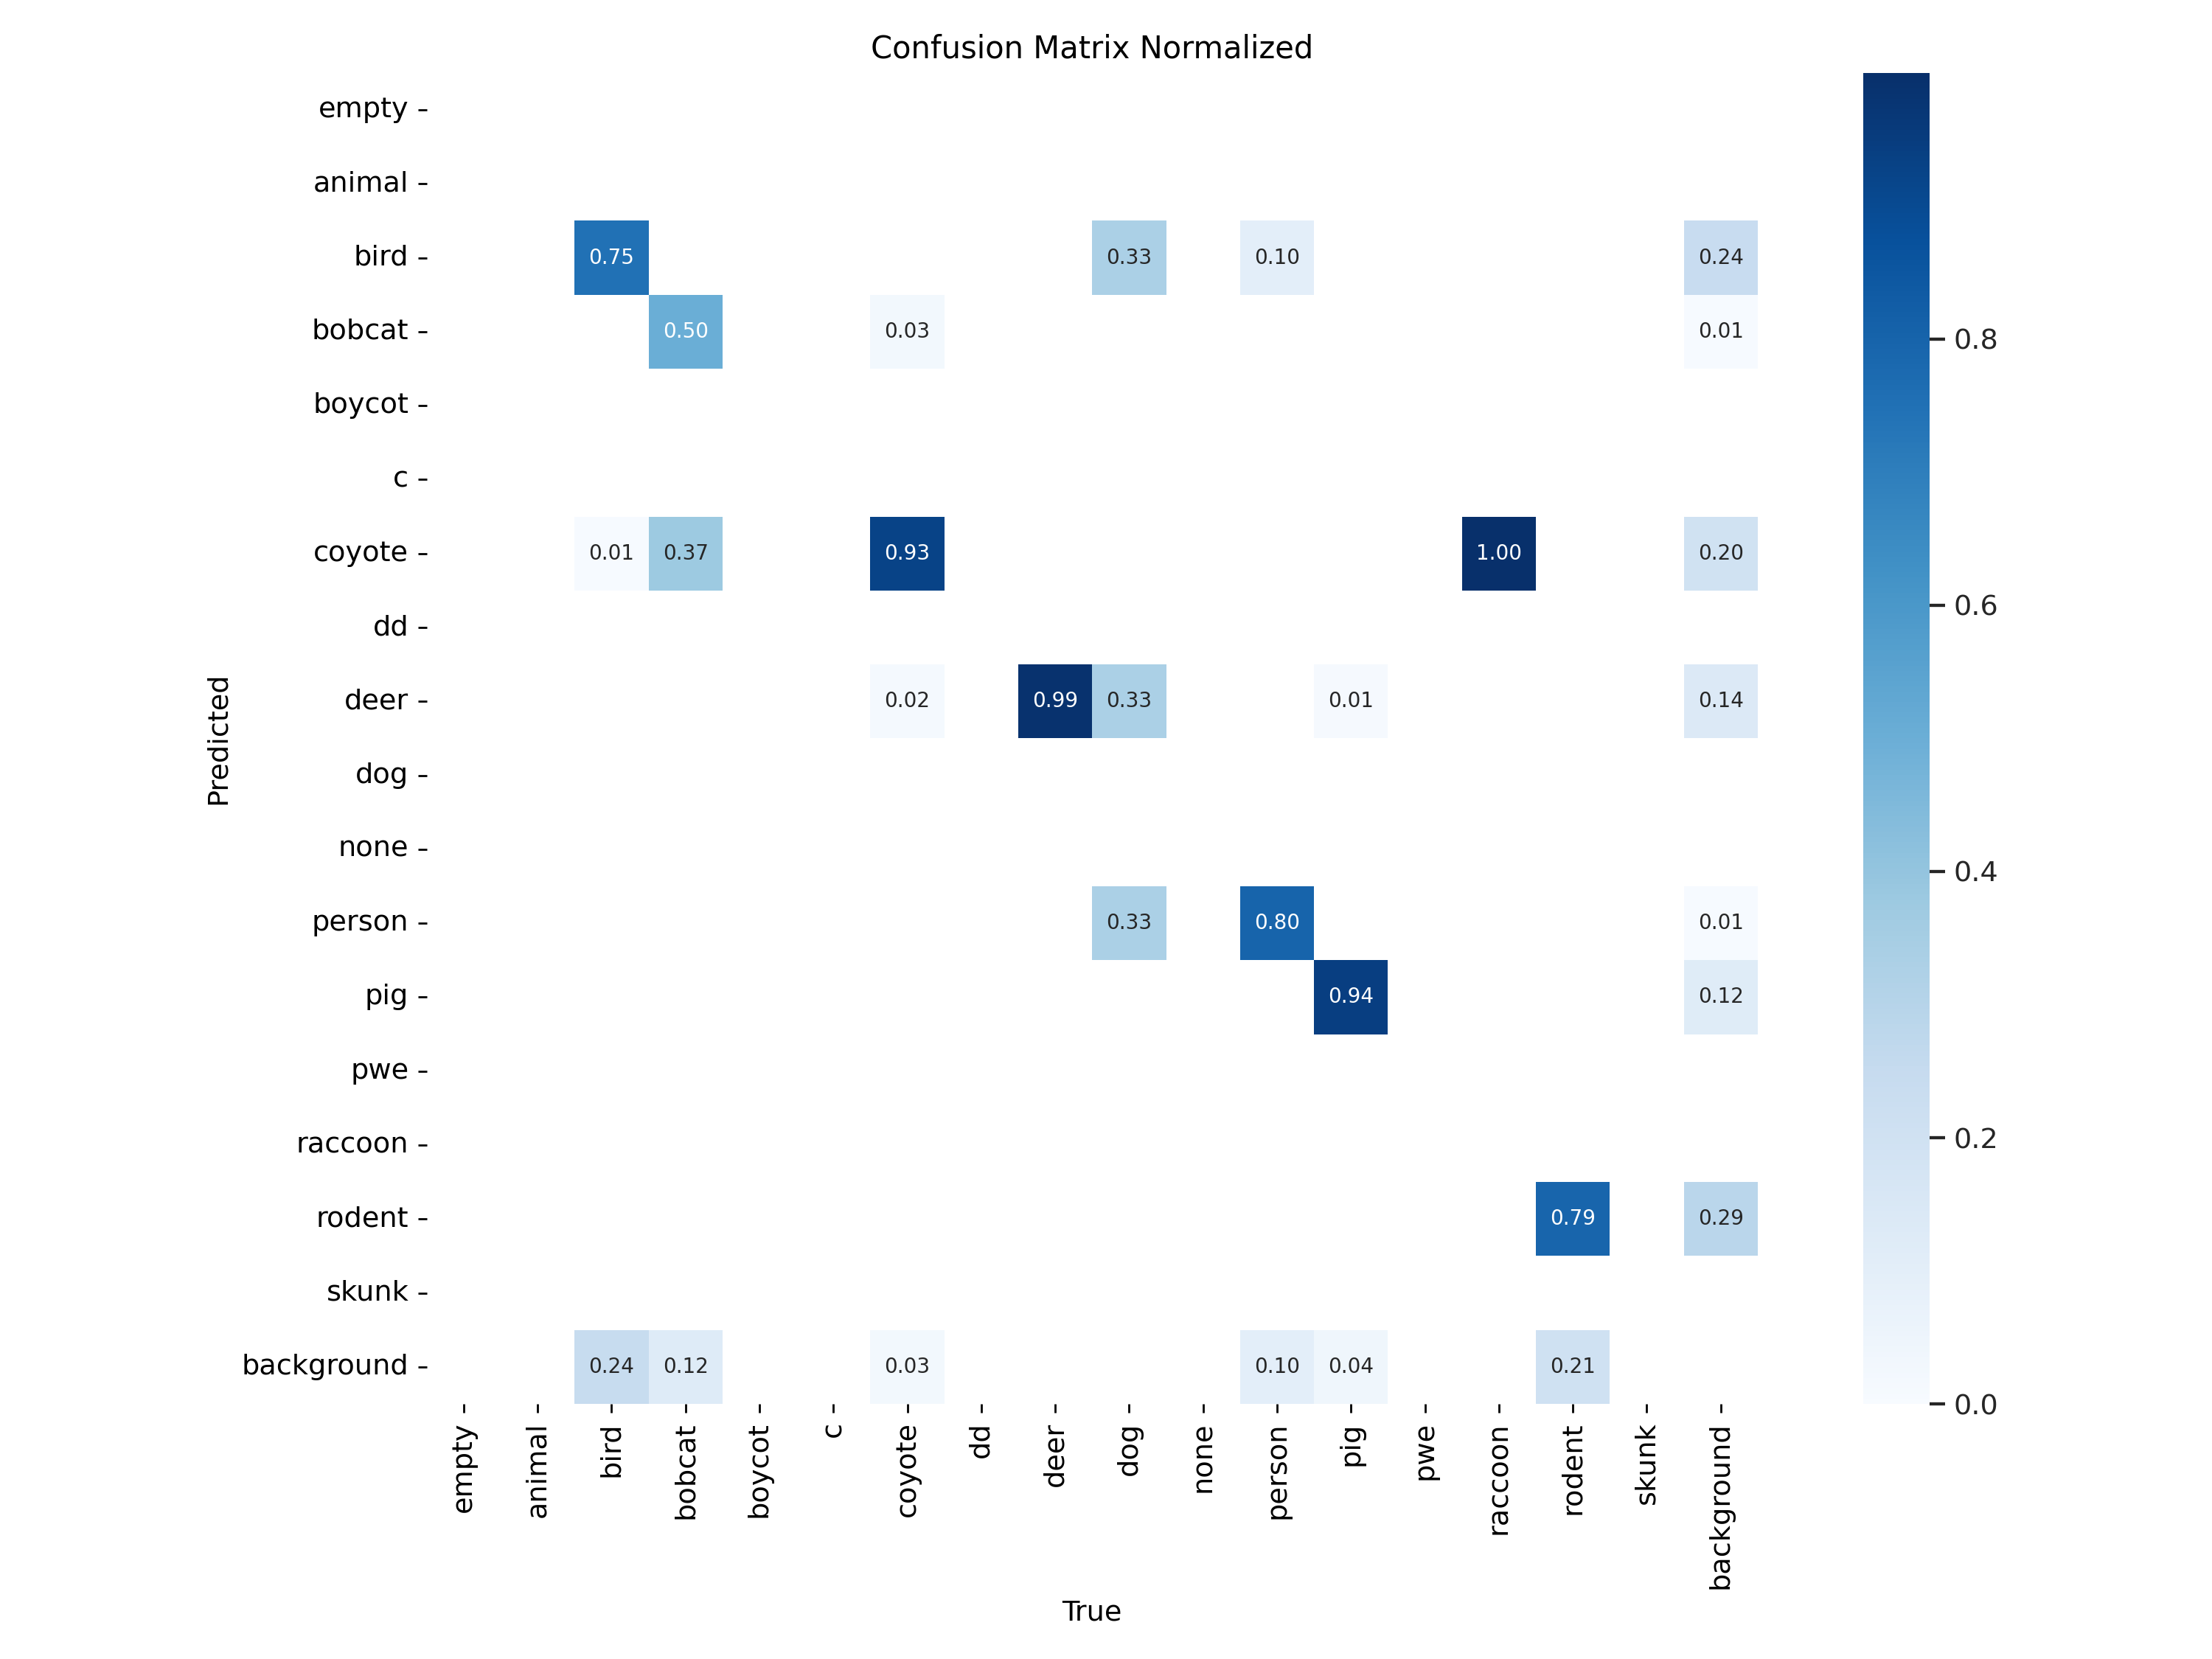 Confusion Matrix Normalized
empty
animal
bird 0.75 0.33 0.10 0.24
bobcat 0.50 0.03 0.01
boycot
c
coyote 0.01 0.37 0.93 1.00 0.20
dd
deer 0.02 0.99 0.33 0.01 0.14
dog
none
person 0.33 0.80 0.01
pig 0.94 0.12
pwe
raccoon
rodent 0.79 0.29
skunk
background 0.24 0.12 0.03 0.10 0.04 0.21
Predicted
empty animal bird bobcat boycot c coyote dd deer dog none person pig pwe raccoon rodent skunk background
True
0.8
0.6
0.4
0.2
0.0